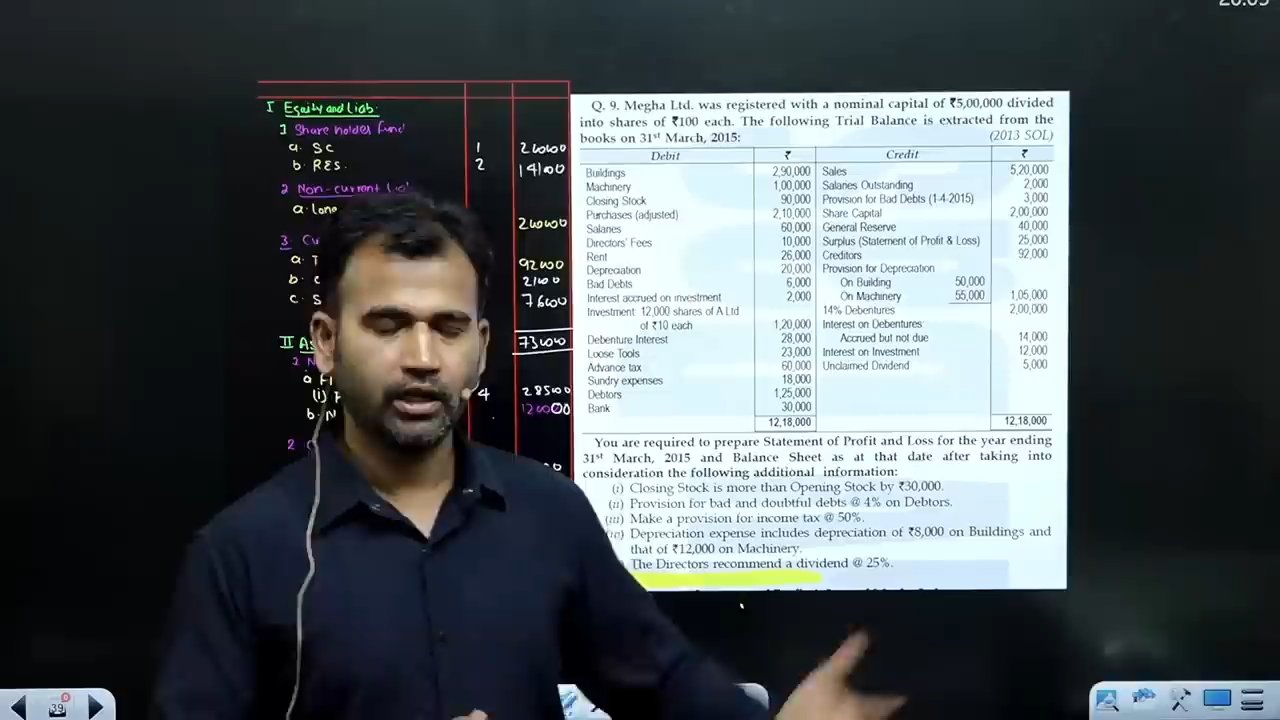 I Equity and Liab.
1 Share holder fund
a. SC 1 200000
b. RES. 2 141000
2 Non-current
a. Long
200000
3.
a. T 92000
b. 21000
c. S 76000
730000
II
a
(i) 4 285000
b. N 120000
2
Q. 9. Megha Ltd. was registered with a nominal capital of ₹5,00,000 divided
into shares of ₹100 each. The following Trial Balance is extracted from the
books on 31st March, 2015: (2013 SOL)
Debit ₹ Credit ₹
Buildings 2,90,000 Sales 5,20,000
Machinery 1,00,000 Salaries Outstanding 2,000
Closing Stock 90,000 Provision for Bad Debts (1-4-2015) 3,000
Purchases (adjusted) 2,10,000 Share Capital 2,00,000
Salaries 60,000 General Reserve 40,000
Directors' Fees 10,000 Surplus (Statement of Profit & Loss) 25,000
Rent 26,000 Creditors 92,000
Depreciation 20,000 Provision for Depreciation
Bad Debts 6,000 On Building 50,000
Interest accrued on investment 2,000 On Machinery 55,000 1,05,000
Investment 12,000 shares of A Ltd 14% Debentures 2,00,000
of ₹10 each 1,20,000 Interest on Debentures
Debenture Interest 28,000 Accrued but not due 14,000
Loose Tools 23,000 Interest on Investment 12,000
Advance tax 60,000 Unclaimed Dividend 5,000
Sundry expenses 18,000
Debtors 1,25,000
Bank 30,000
12,18,000 12,18,000
You are required to prepare Statement of Profit and Loss for the year ending
31st March, 2015 and Balance Sheet as at that date after taking into
consideration the following additional information:
(i) Closing Stock is more than Opening Stock by ₹30,000.
(ii) Provision for bad and doubtful debts @ 4% on Debtors.
(iii) Make a provision for income tax @ 50%.
Depreciation expense includes depreciation of ₹8,000 on Buildings and
that of ₹12,000 on Machinery.
The Directors recommend a dividend @ 25%.
39